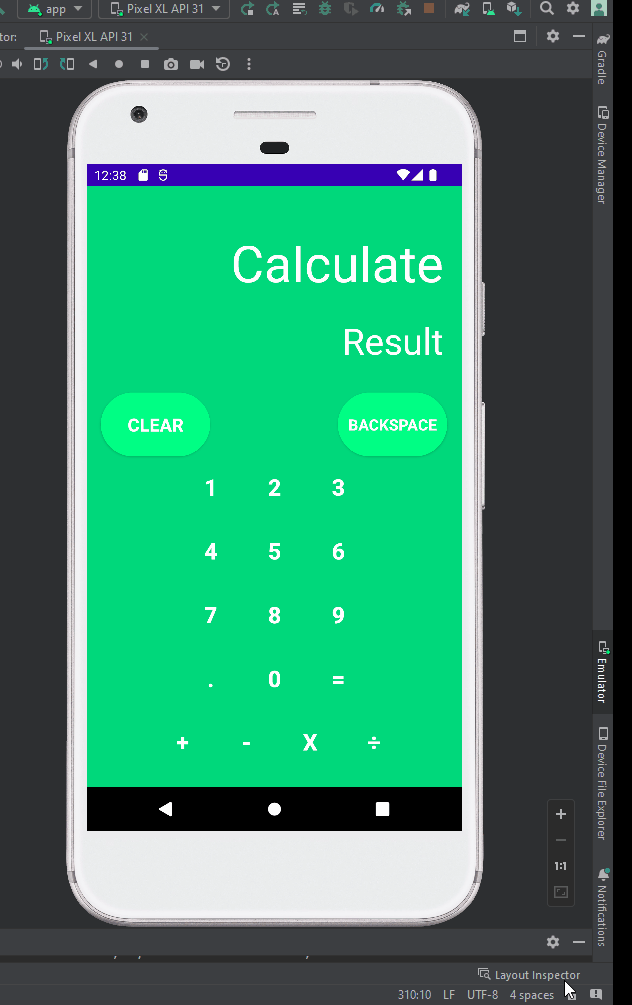 app Pixel XL API 31
tor: Pixel XL API 31
Gradle
Device Manager
12:38
Calculate
Result
CLEAR BACKSPACE
1 2 3
4 5 6
7 8 9
. 0 =
+ - X ÷
Emulator
Device File Explorer
Notifications
+
−
1:1
Layout Inspector
310:10 LF UTF-8 4 spaces